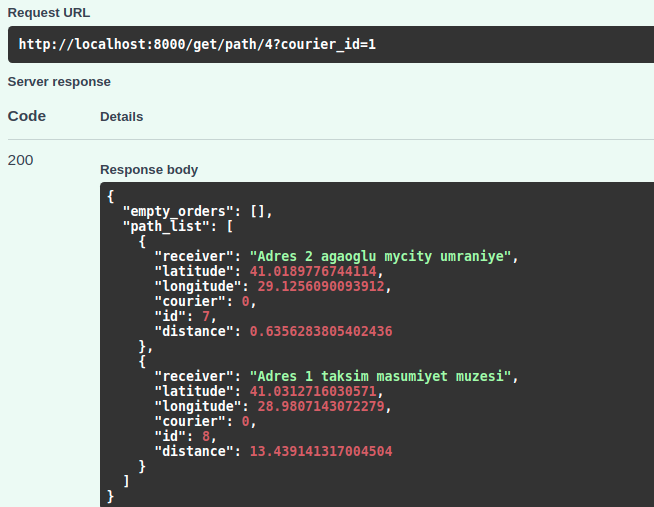 Request URL
http://localhost:8000/get/path/4?courier_id=1
Server response
Code Details
200
Response body
{
  "empty_orders": [],
  "path_list": [
    {
      "receiver": "Adres 2 agaoglu mycity umraniye",
      "latitude": 41.0189776744114,
      "longitude": 29.1256090093912,
      "courier": 0,
      "id": 7,
      "distance": 0.6356283805402436
    },
    {
      "receiver": "Adres 1 taksim masumiyet muzesi",
      "latitude": 41.0312716030571,
      "longitude": 28.9807143072279,
      "courier": 0,
      "id": 8,
      "distance": 13.439141317004504
    }
  ]
}